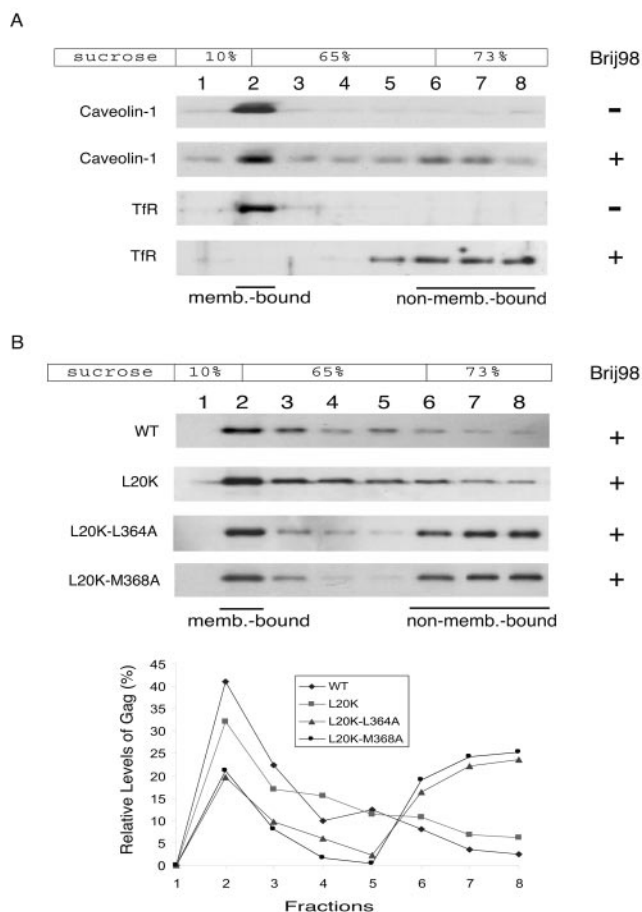 A
sucrose 10% 65% 73% Brij98
1 2 3 4 5 6 7 8
Caveolin-1 -
Caveolin-1 +
TfR -
TfR +
memb.-bound non-memb.-bound
B
sucrose 10% 65% 73% Brij98
1 2 3 4 5 6 7 8
WT +
L20K +
L20K-L364A +
L20K-M368A +
memb.-bound non-memb.-bound
Relative Levels of Gag (%)
45
40
35
30
25
20
15
10
5
0
WT
L20K
L20K-L364A
L20K-M368A
1 2 3 4 5 6 7 8
Fractions